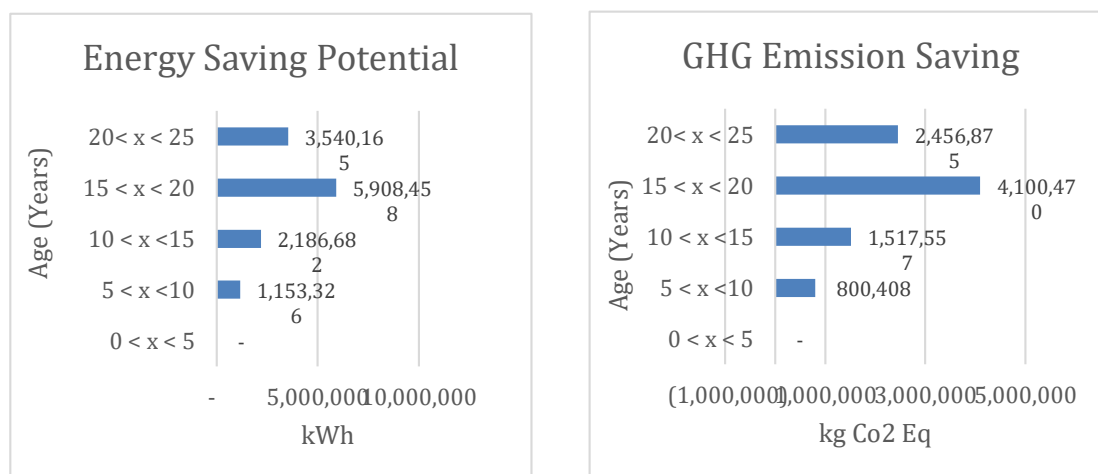 Energy Saving Potential
Age (Years)
20< x < 25
3,540,16
5
15 < x < 20
5,908,45
8
10 < x <15
2,186,68
2
5 < x <10
1,153,32
6
0 < x < 5
-
-
5,000,000
10,000,000
kWh
GHG Emission Saving
Age (Years)
20< x < 25
2,456,87
5
15 < x < 20
4,100,47
0
10 < x <15
1,517,55
7
5 < x <10
800,408
0 < x < 5
-
(1,000,000)
1,000,000
3,000,000
5,000,000
kg Co2 Eq